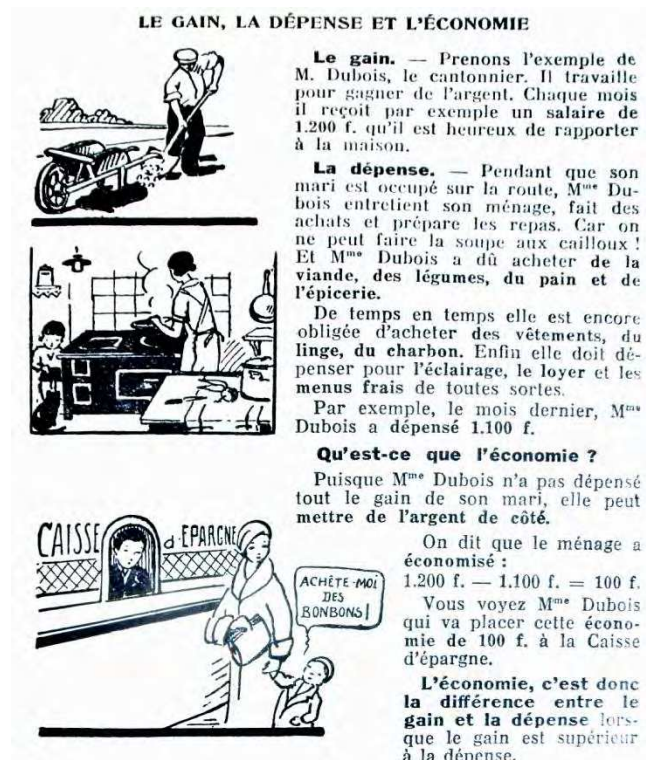 LE GAIN, LA DÉPENSE ET L'ÉCONOMIE
Le gain. — Prenons l'exemple de
M. Dubois, le cantonnier. Il travaille
pour gagner de l'argent. Chaque mois
il reçoit par exemple un salaire de
1.200 f. qu'il est heureux de rapporter
à la maison.
La dépense. — Pendant que son
mari est occupé sur la route, Mme Du-
bois entretient son ménage, fait des
achats et prépare les repas. Car on
ne peut faire la soupe aux cailloux !
Et Mme Dubois a dû acheter de la
viande, des légumes, du pain et de
l'épicerie.
De temps en temps elle est encore
obligée d'acheter des vêtements, du
linge, du charbon. Enfin elle doit dé-
penser pour l'éclairage, le loyer et les
menus frais de toutes sortes.
Par exemple, le mois dernier, Mme
Dubois a dépensé 1.100 f.
Qu'est-ce que l'économie ?
Puisque Mme Dubois n'a pas dépensé
tout le gain de son mari, elle peut
mettre de l'argent de côté.
CAISSE d'EPARGNE
ACHÈTE-MOI
DES
BONBONS!
On dit que le ménage a
économisé :
1.200 f. — 1.100 f. = 100 f.
Vous voyez Mme Dubois
qui va placer cette écono-
mie de 100 f. à la Caisse
d'épargne.
L'économie, c'est donc
la différence entre le
gain et la dépense lors-
que le gain est supérieur
à la dépense.